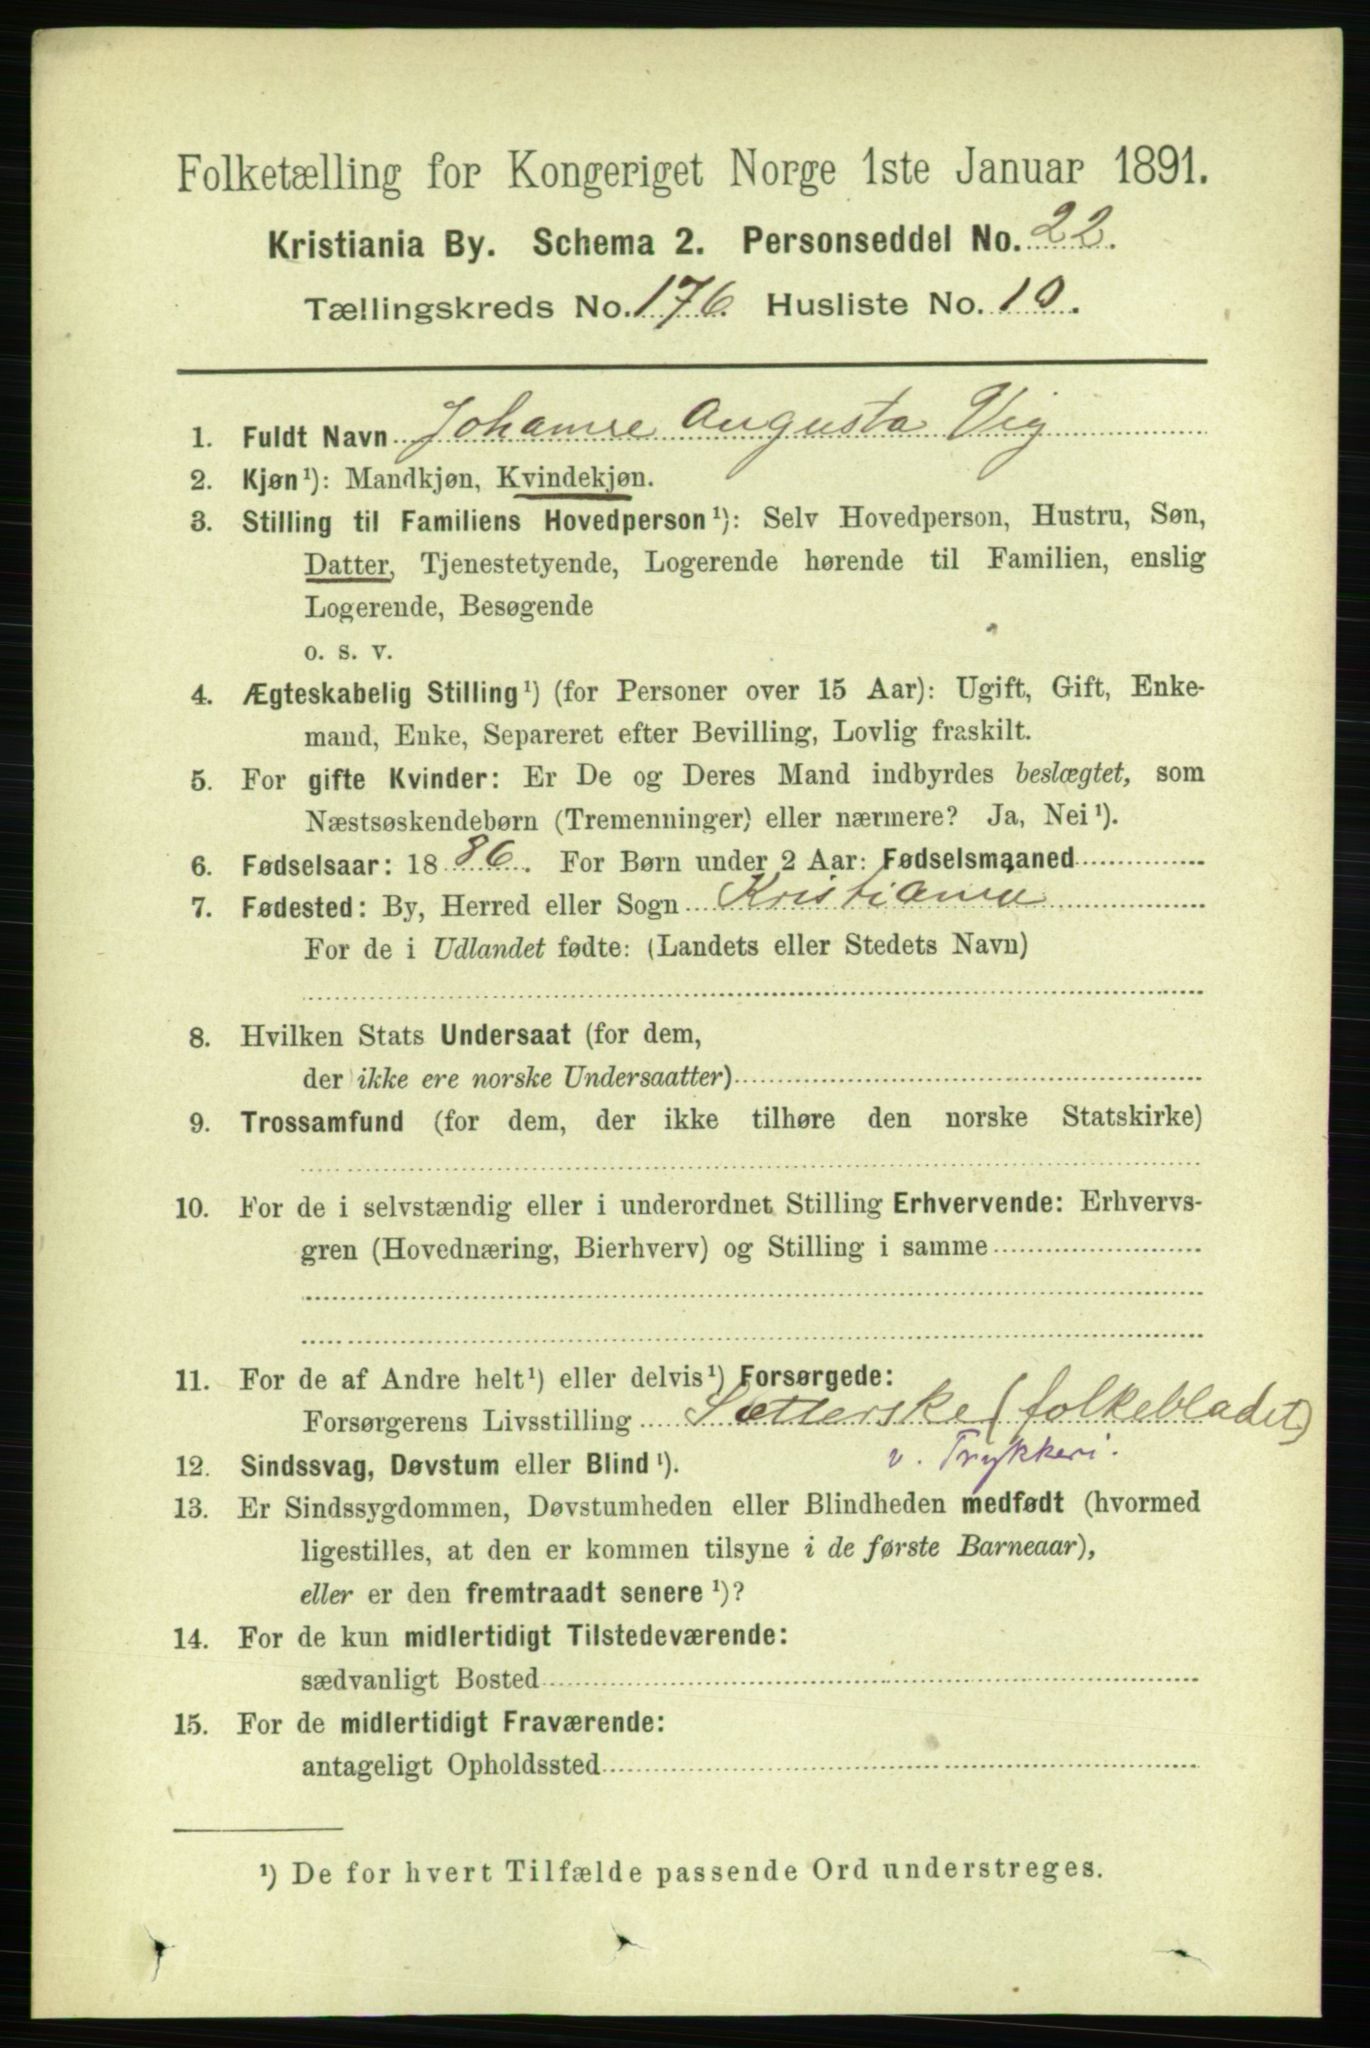 Folketælling for Kongeriget Norge 1ste Januar 1891.
Kristiania By. Schema 2. Personseddel No. 22.
Tællingskreds No. 176. Husliste No. 10.
1. Fuldt Navn Johanne Augusta Vig
2. Kjøn¹): Mandkjøn, Kvindekjøn.
3. Stilling til Familiens Hovedperson¹): Selv Hovedperson, Hustru, Søn,
Datter, Tjenestetyende, Logerende hørende til Familien, enslig
Logerende, Besøgende
o. s. v.
4. Ægteskabelig Stilling¹) (for Personer over 15 Aar): Ugift, Gift, Enke-
mand, Enke, Separeret efter Bevilling, Lovlig fraskilt.
5. For gifte Kvinder: Er De og Deres Mand indbyrdes beslægtet, som
Næstsøskendebørn (Tremenninger) eller nærmere? Ja, Nei¹).
6. Fødselsaar: 1886. For Børn under 2 Aar: Fødselsmaaned
7. Fødested: By, Herred eller Sogn Kristiania
For de i Udlandet fødte: (Landets eller Stedets Navn)
8. Hvilken Stats Undersaat (for dem,
der ikke ere norske Undersaatter)
9. Trossamfund (for dem, der ikke tilhøre den norske Statskirke)
10. For de i selvstændig eller i underordnet Stilling Erhvervende: Erhvervs-
gren (Hovednæring, Bierhverv) og Stilling i samme
11. For de af Andre helt¹) eller delvis¹) Forsørgede:
Forsørgerens Livsstilling Sætterske (folkebladet)
v. Trykkeri.
12. Sindssvag, Døvstum eller Blind¹).
13. Er Sindssygdommen, Døvstumheden eller Blindheden medfødt (hvormed
ligestilles, at den er kommen tilsyne i de første Barneaar),
eller er den fremtraadt senere¹)?
14. For de kun midlertidigt Tilstedeværende:
sædvanligt Bosted
15. For de midlertidigt Fraværende:
antageligt Opholdssted
¹) De for hvert Tilfælde passende Ord understreges.